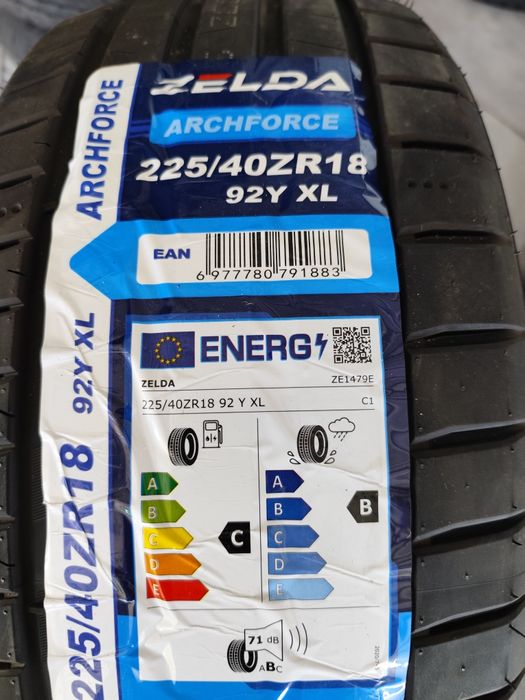 ZELDA
ARCHFORCE
225/40ZR18
92Y XL
EAN
6 977780 791883
ARCHFORCE
225/40ZR18 92Y XL
ENERG
ZELDA
ZE1479E
225/40ZR18 92 Y XL
C1
A
B
C
D
E
C
A
B
C
D
E
B
71 dB
ABC